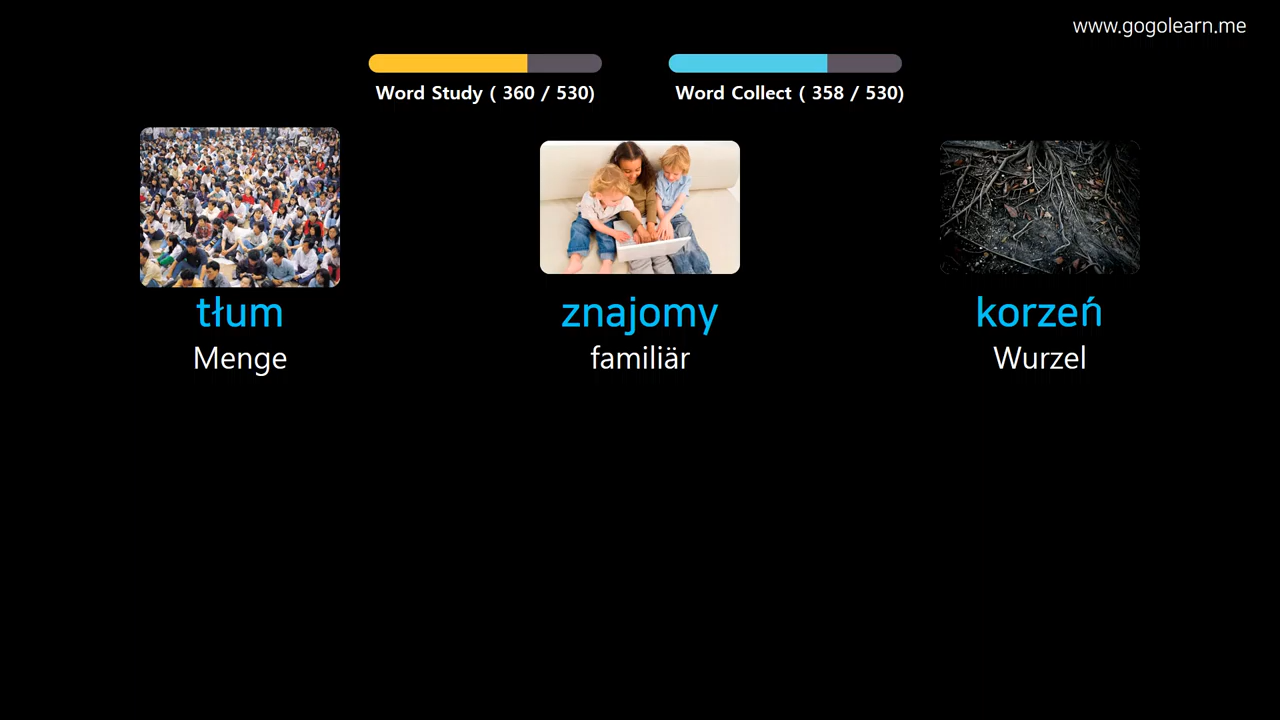 www.gogolearn.me
Word Study ( 360 / 530)
Word Collect ( 358 / 530)
tłum
Menge
znajomy
familiär
korzeń
Wurzel